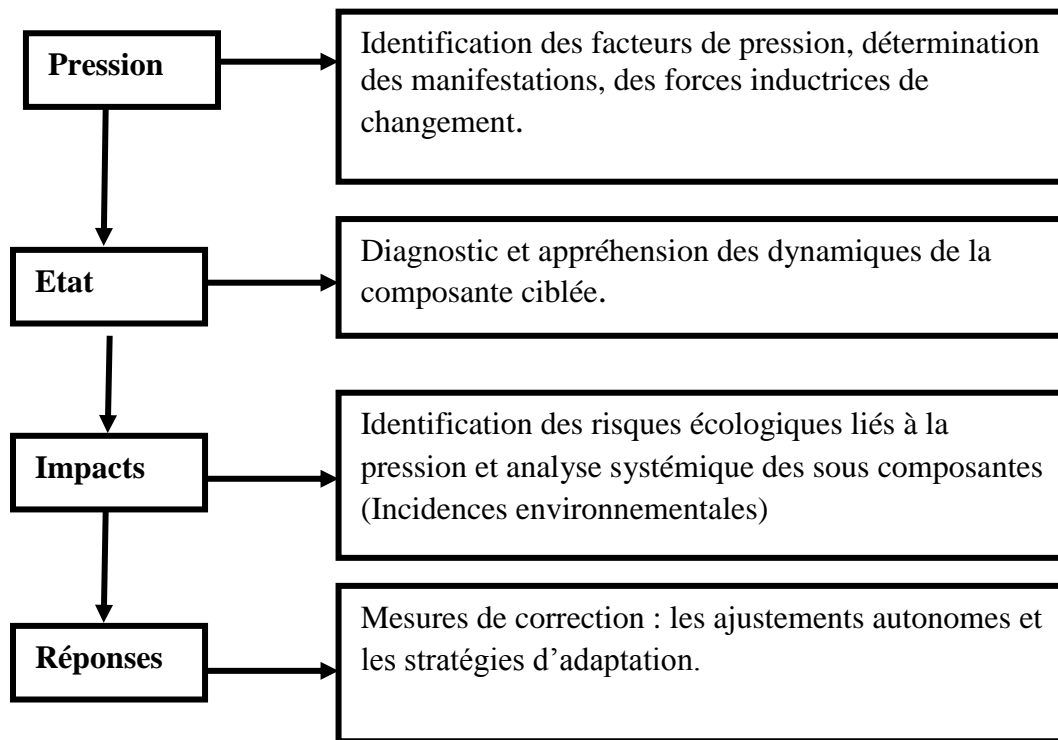 Pression
Identification des facteurs de pression, détermination
des manifestations, des forces inductrices de
changement.
Etat
Diagnostic et appréhension des dynamiques de la
composante ciblée.
Impacts
Identification des risques écologiques liés à la
pression et analyse systémique des sous composantes
(Incidences environnementales)
Réponses
Mesures de correction : les ajustements autonomes et
les stratégies d’adaptation.